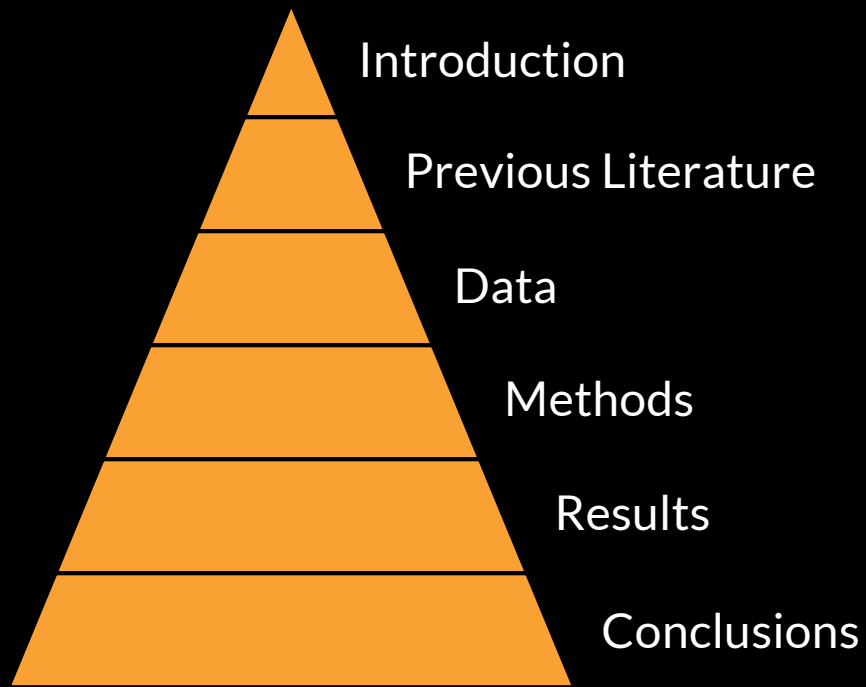 Introduction
Previous Literature
Data
Methods
Results
Conclusions